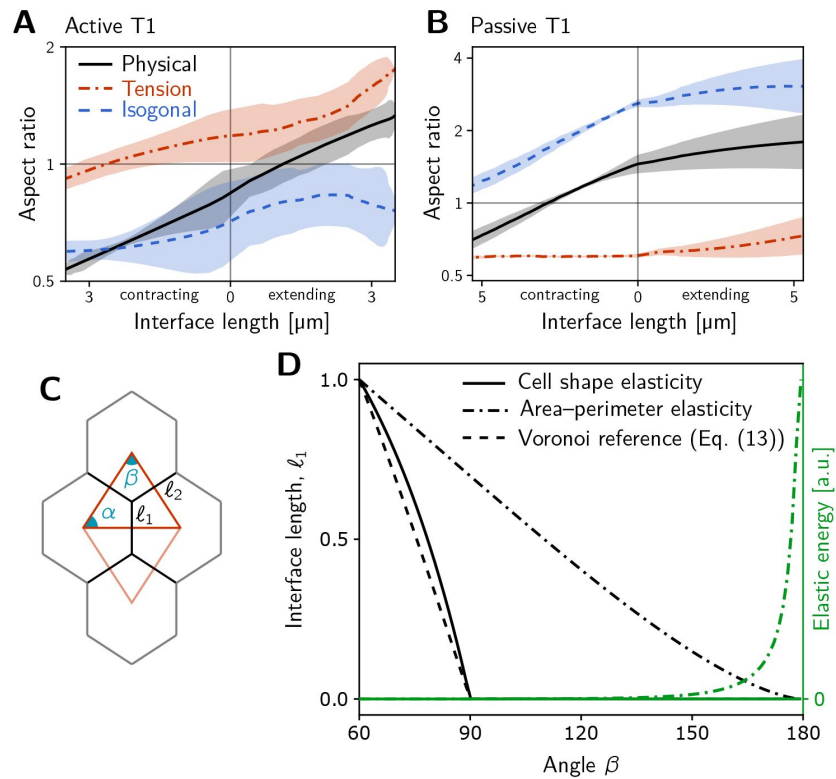 A Active T1
2
1
0.5
Aspect ratio
Physical
Tension
Isogonal
3 contracting 0 extending 3
Interface length [µm]
B Passive T1
4
2
1
0.5
Aspect ratio
5 contracting 0 extending 5
Interface length [µm]
C
β
ℓ2
α
ℓ1
D
1.0
0.5
0.0
Interface length, ℓ1
Cell shape elasticity
Area–perimeter elasticity
Voronoi reference (Eq. (13))
60 90 120 150 180
Angle β
Elastic energy [a.u.]
0